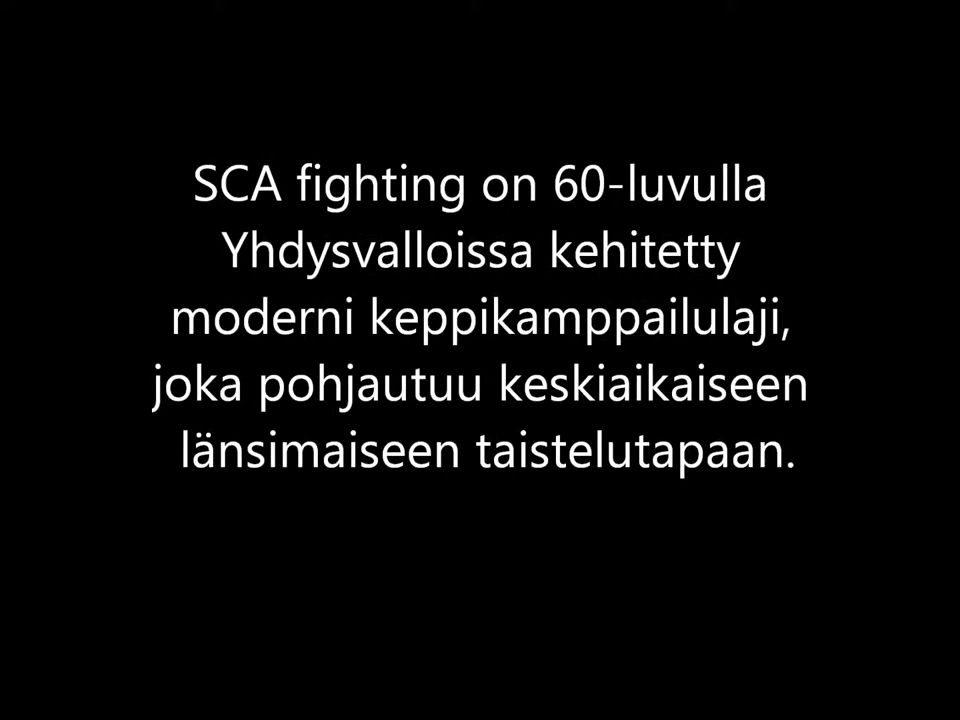 SCA fighting on 60-luvulla
Yhdysvalloissa kehitetty
moderni keppikamppailulaji,
joka pohjautuu keskiaikaiseen
länsimaiseen taistelutapaan.